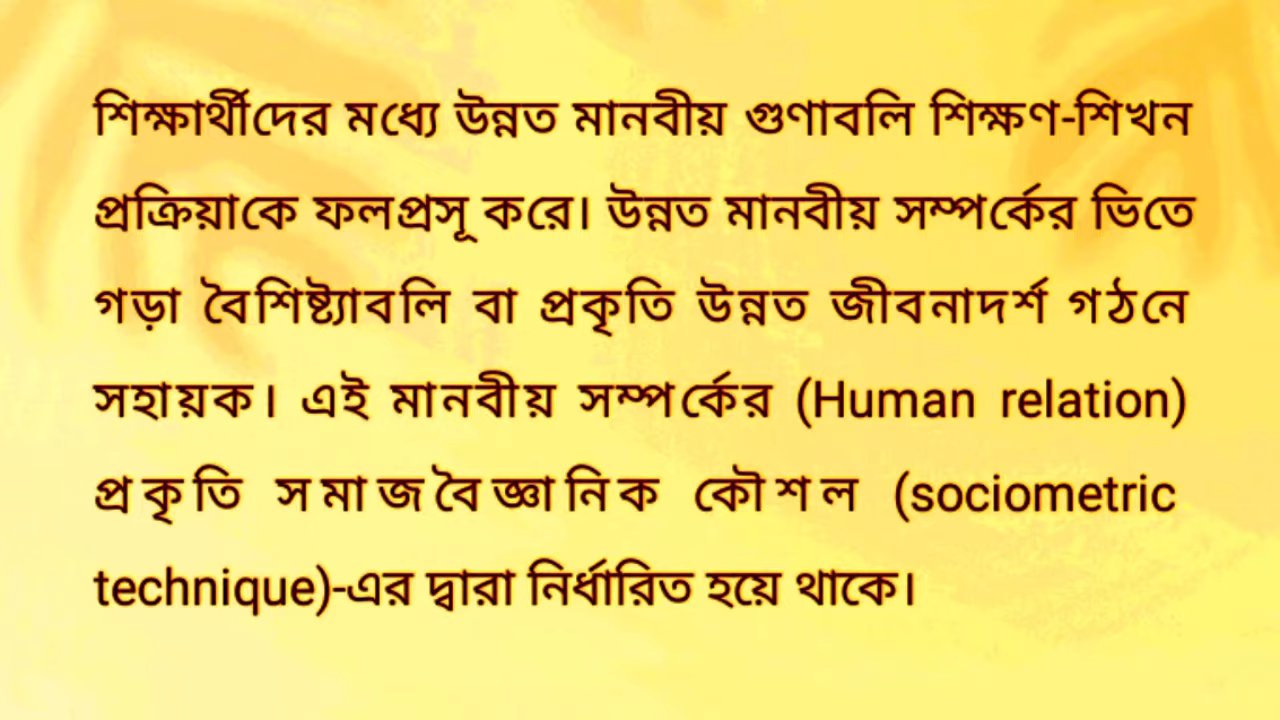 শিক্ষার্থীদের মধ্যে উন্নত মানবীয় গুণাবলি শিক্ষণ-শিখন
প্রক্রিয়াকে ফলপ্রসূ করে। উন্নত মানবীয় সম্পর্কের ভিতে
গড়া বৈশিষ্ট্যাবলি বা প্রকৃতি উন্নত জীবনাদর্শ গঠনে
সহায়ক। এই মানবীয় সম্পর্কের (Human relation)
প্রকৃতি সমাজবৈজ্ঞানিক কৌশল (sociometric
technique)-এর দ্বারা নির্ধারিত হয়ে থাকে।